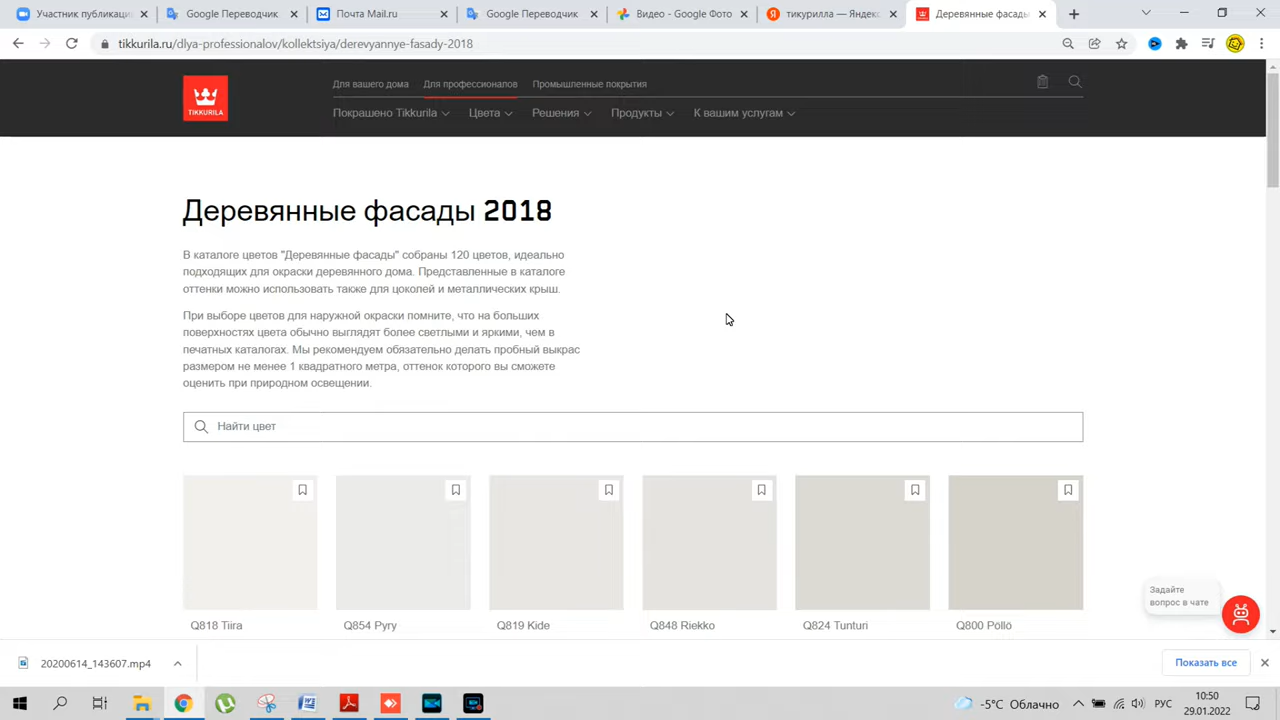 Участник публикаци
Google Переводчик
Почта Mail.ru
Google Переводчик
Видео - Google Фото
тикурилла — Яндекс
Деревянные фасады
tikkurila.ru/dlya-professionalov/kollektsiya/derevyannye-fasady-2018
TIKKURILA
Для вашего дома
Для профессионалов
Промышленные покрытия
Покрашено Tikkurila
Цвета
Решения
Продукты
К вашим услугам
Деревянные фасады 2018
В каталоге цветов "Деревянные фасады" собраны 120 цветов, идеально
подходящих для окраски деревянного дома. Представленные в каталоге
оттенки можно использовать также для цоколей и металлических крыш.
При выборе цветов для наружной окраски помните, что на больших
поверхностях цвета обычно выглядят более светлыми и яркими, чем в
печатных каталогах. Мы рекомендуем обязательно делать пробный выкрас
размером не менее 1 квадратного метра, оттенок которого вы сможете
оценить при природном освещении.
Найти цвет
Q818 Tiira
Q854 Pyry
Q819 Kide
Q848 Riekko
Q824 Tunturi
Q800 Pöllö
Задайте
вопрос в чате
20200614_143607.mp4
Показать все
-5°C Облачно
РУС
10:50
29.01.2022